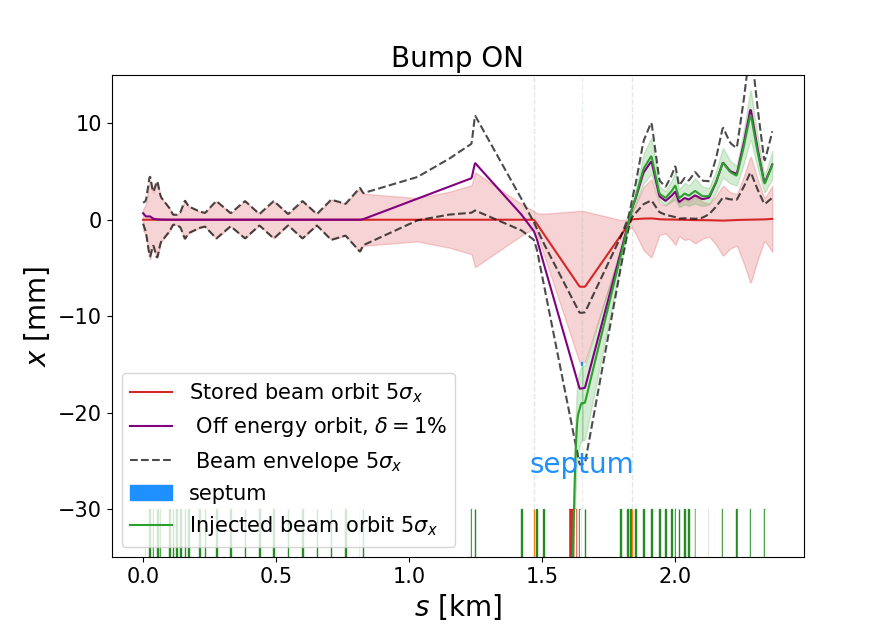 Bump ON
10
0
−10
−20
−30
x [mm]
Stored beam orbit 5σx
Off energy orbit, δ = 1%
Beam envelope 5σx
septum
Injected beam orbit 5σx
septum
0.0 0.5 1.0 1.5 2.0
s [km]